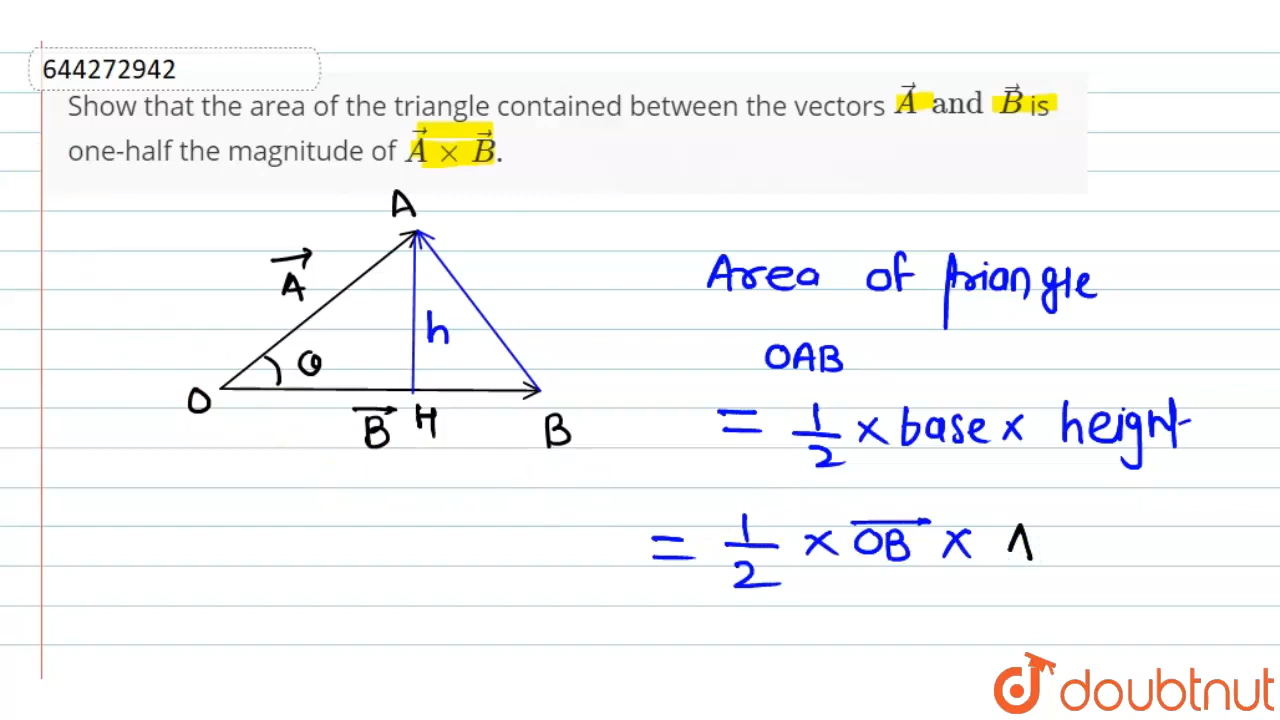 644272942
Show that the area of the triangle contained between the vectors A⃗ and B⃗ is
one-half the magnitude of A⃗ × B⃗.
A
A⃗
h
θ
O
B⃗ H
B
Area of triangle
OAB
= 1/2 × base × height
= 1/2 × OB⃗ ×
doubtnut